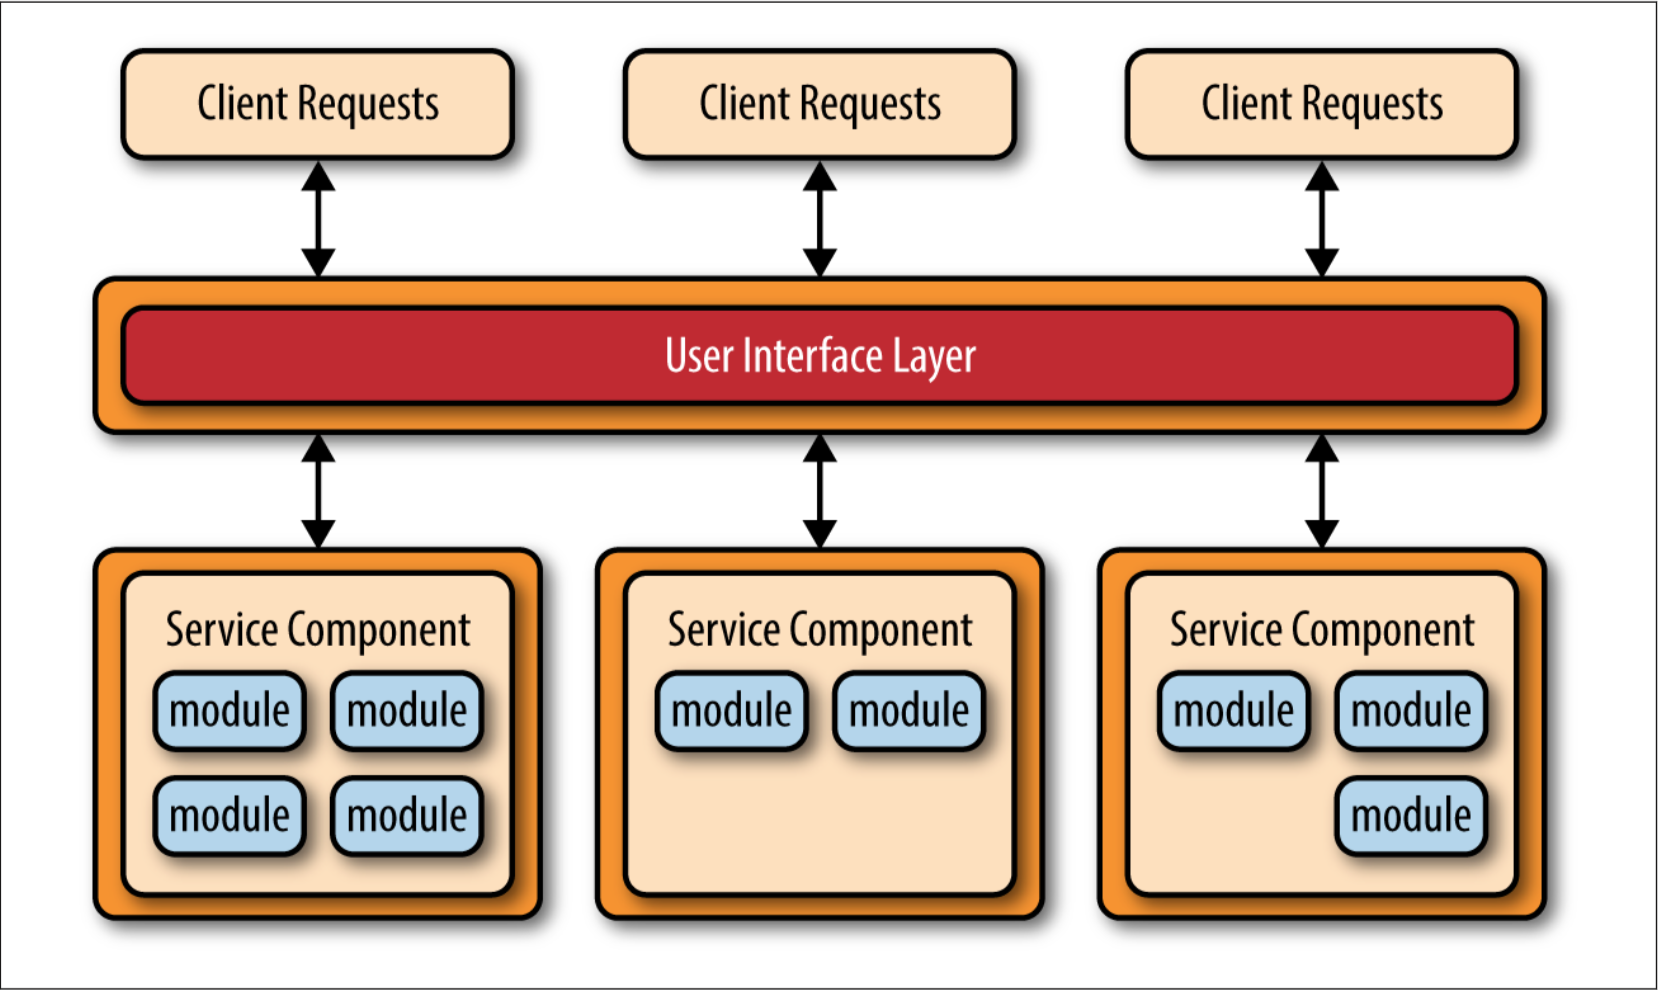 Client Requests
Client Requests
Client Requests
User Interface Layer
Service Component
module module
module module
Service Component
module module
Service Component
module module
module